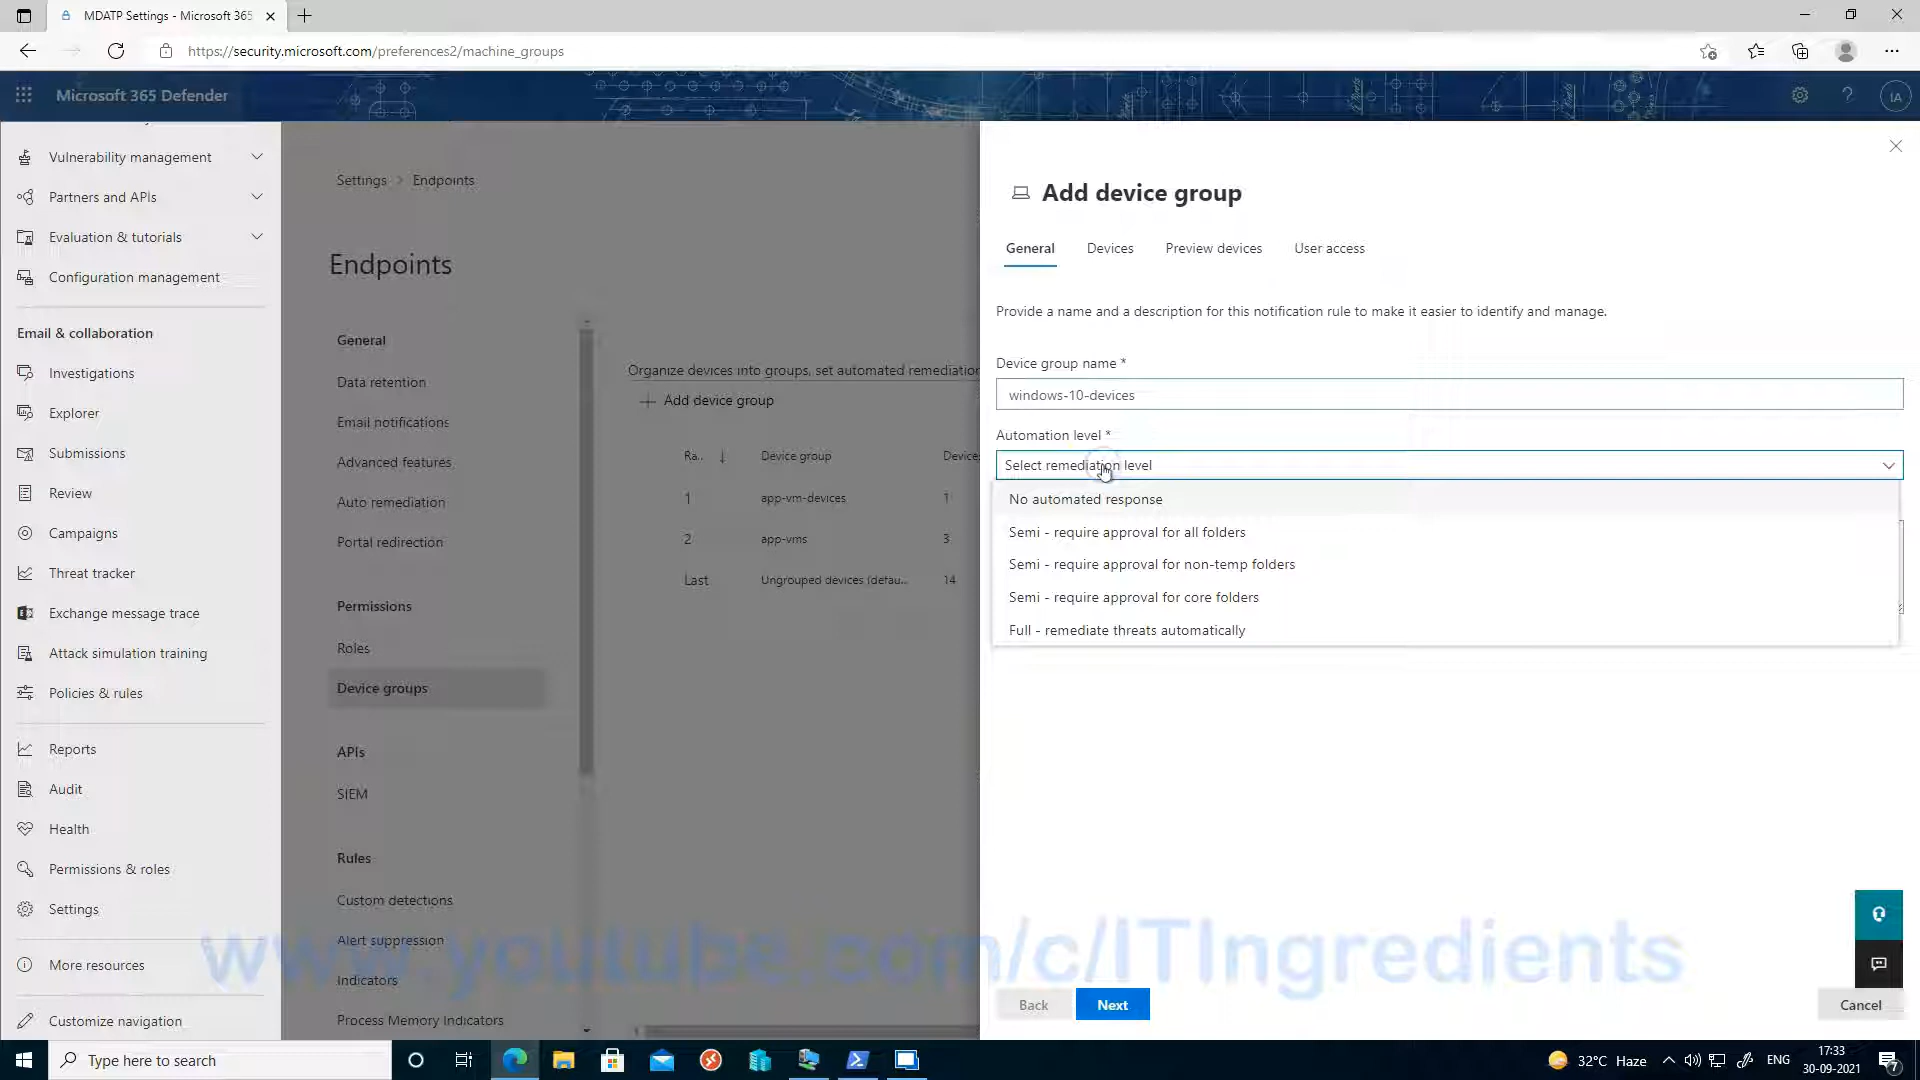 MDATP Settings - Microsoft 365
https://security.microsoft.com/preferences2/machine_groups
Microsoft 365 Defender
IA
Vulnerability management
Partners and APIs
Evaluation & tutorials
Configuration management
Email & collaboration
Investigations
Explorer
Submissions
Review
Campaigns
Threat tracker
Exchange message trace
Attack simulation training
Policies & rules
Reports
Audit
Health
Permissions & roles
Settings
More resources
Customize navigation
Settings > Endpoints
Endpoints
General
Data retention
Email notifications
Advanced features
Auto remediation
Portal redirection
Permissions
Roles
Device groups
APIs
SIEM
Rules
Custom detections
Alert suppression
Indicators
Process Memory Indicators
Organize devices into groups, set automated remediation
Add device group
Ra.. ↓ Device group Device
1 app-vm-devices 1
2 app-vms 3
Last Ungrouped devices (defau... 14
Add device group
General Devices Preview devices User access
Provide a name and a description for this notification rule to make it easier to identify and manage.
Device group name *
windows-10-devices
Automation level *
Select remediation level
No automated response
Semi - require approval for all folders
Semi - require approval for non-temp folders
Semi - require approval for core folders
Full - remediate threats automatically
www.youtube.com/c/ITIngredients
Back Next Cancel
Type here to search
32°C Haze
ENG
17:33
30-09-2021
7